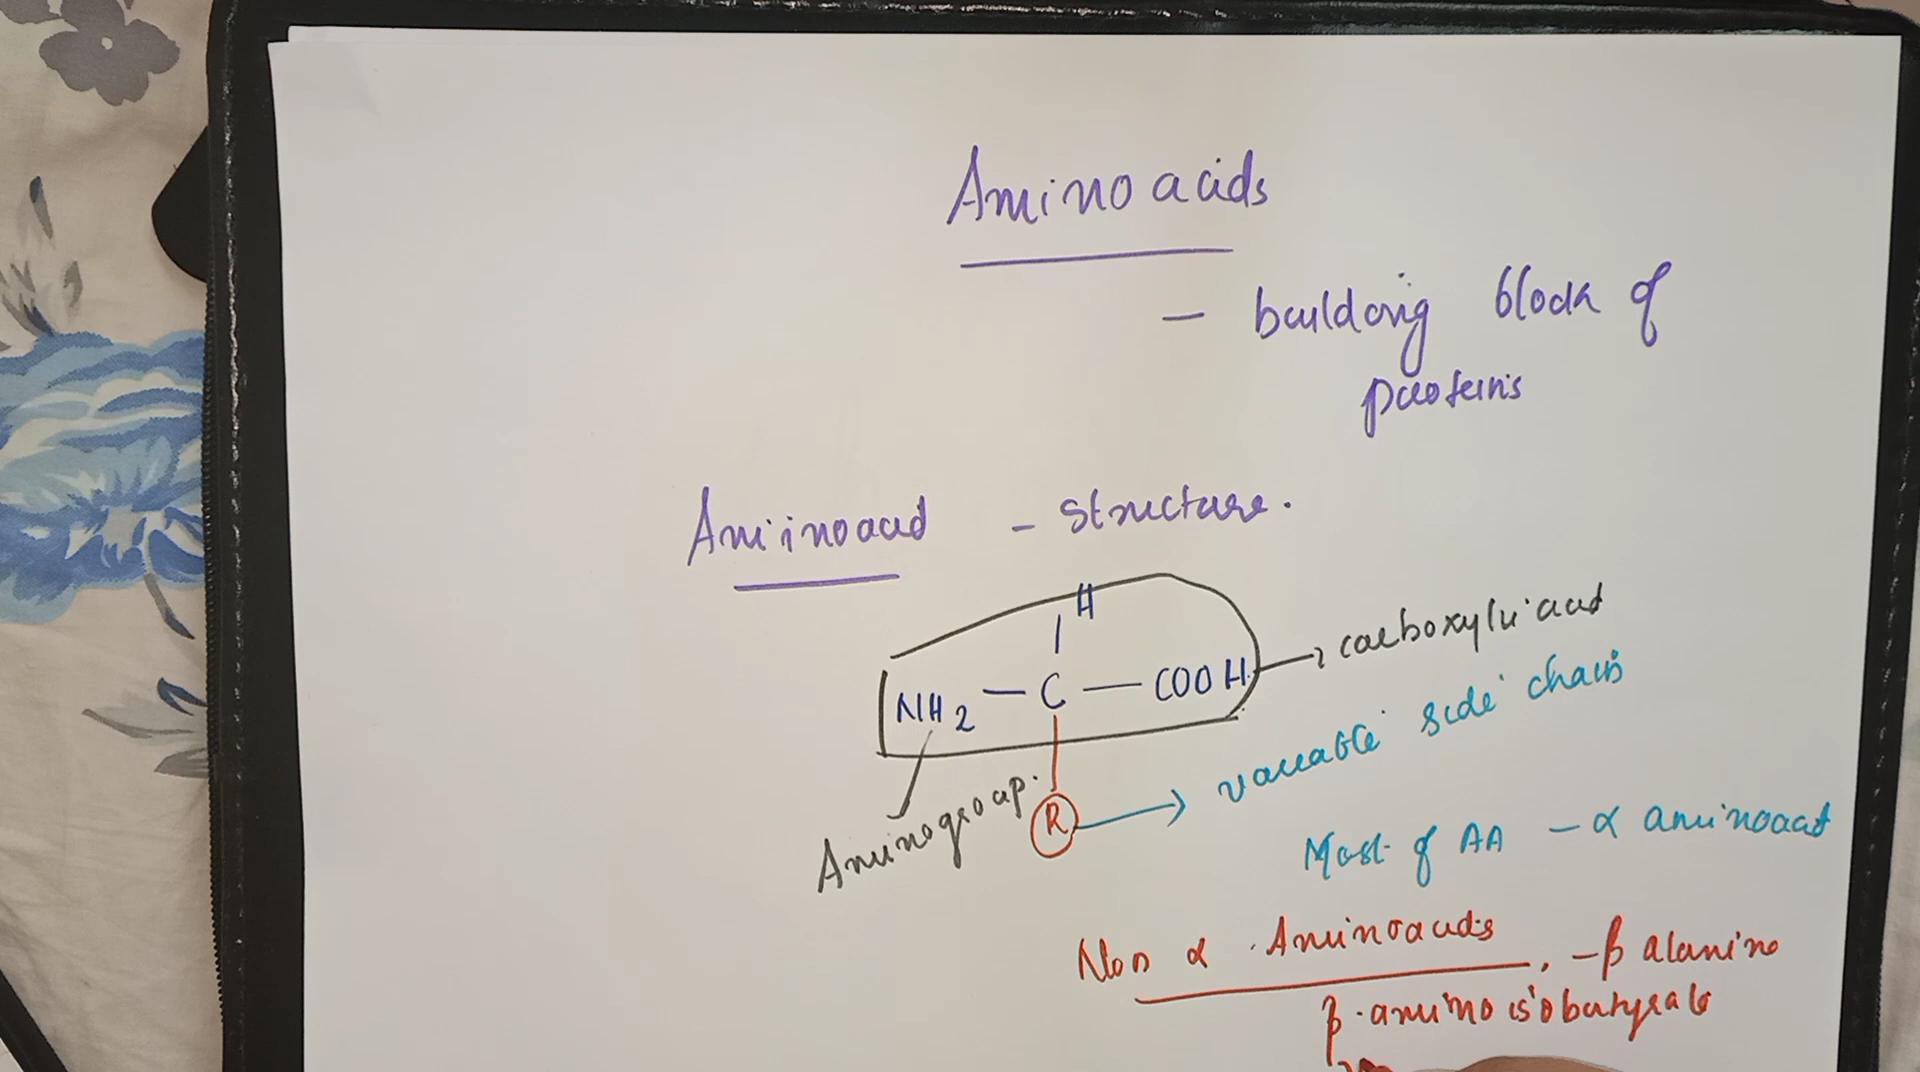 Amino acids
— building block of
proteins
Aminoacid - structure.
H
NH2 — C — COOH → carboxylic acid
Aminogroup.
R → variable side chain
Most of AA — α aminoacid
Non α Aminoacids, — β alanine
β-amino isobutyrate